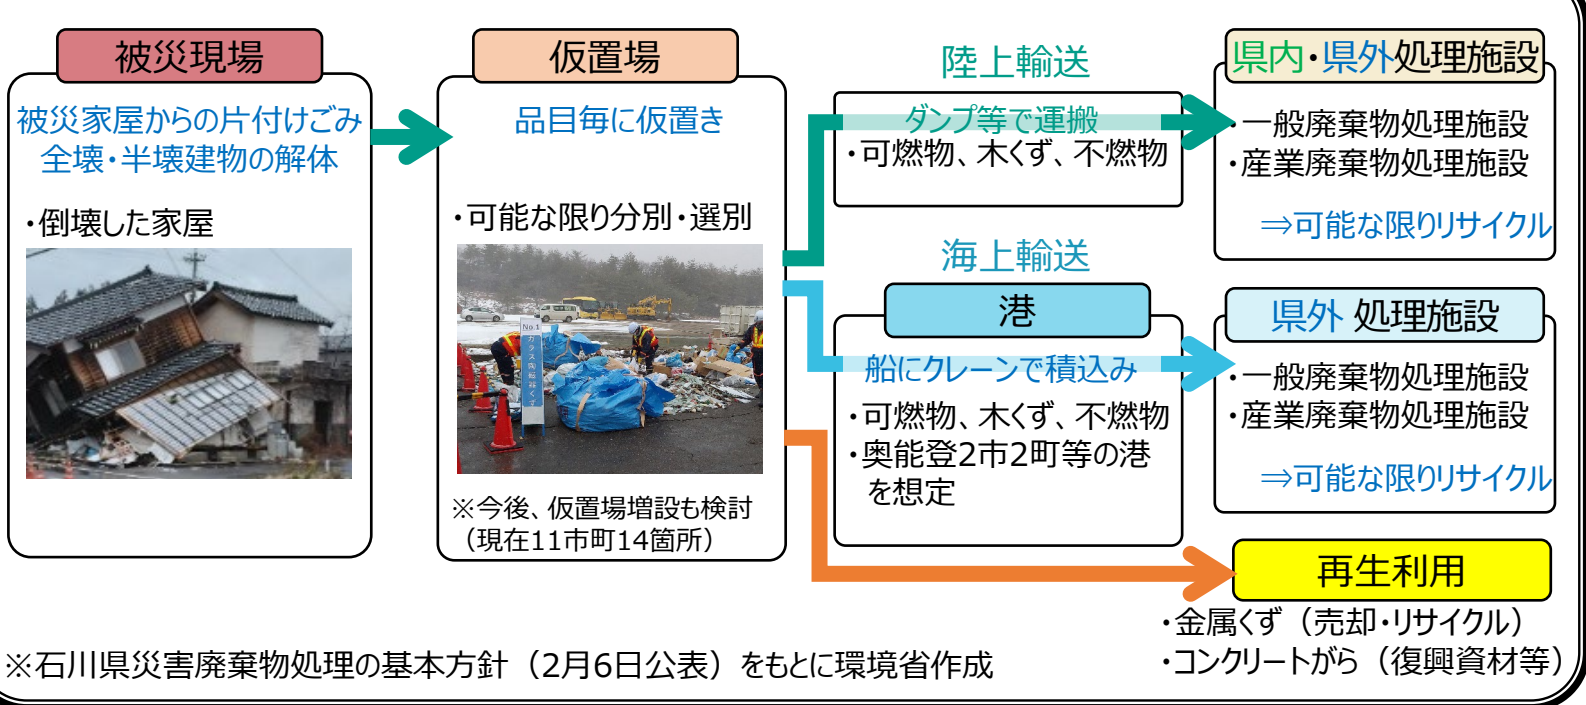 被災現場
被災家屋からの片付けごみ
全壊・半壊建物の解体
・倒壊した家屋
仮置場
品目毎に仮置き
・可能な限り分別・選別
No.1
ガラス陶磁器くず
※今後、仮置場増設も検討
（現在11市町14箇所）
陸上輸送
ダンプ等で運搬
・可燃物、木くず、不燃物
海上輸送
港
船にクレーンで積込み
・可燃物、木くず、不燃物
・奥能登2市2町等の港
を想定
県内・県外処理施設
・一般廃棄物処理施設
・産業廃棄物処理施設
⇒可能な限りリサイクル
県外 処理施設
・一般廃棄物処理施設
・産業廃棄物処理施設
⇒可能な限りリサイクル
再生利用
・金属くず（売却・リサイクル）
・コンクリートがら（復興資材等）
※石川県災害廃棄物処理の基本方針（2月6日公表）をもとに環境省作成